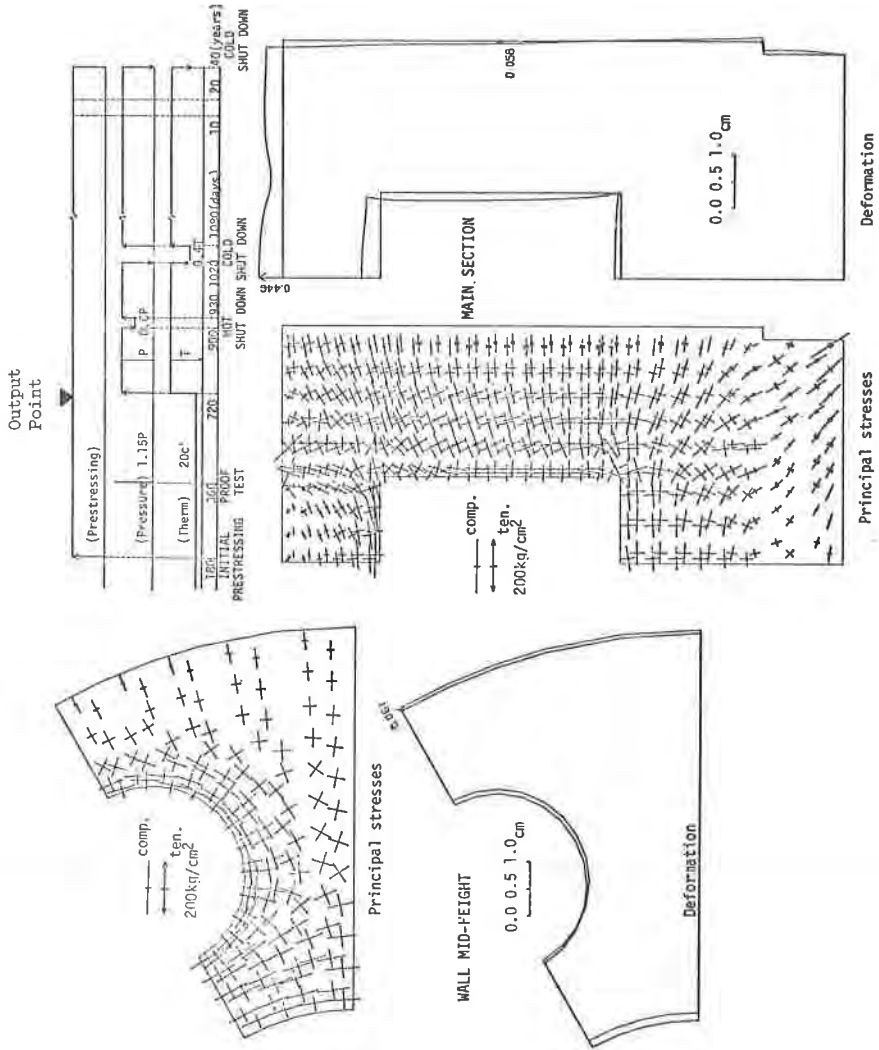 Output
Point
(Prestressing)
(Pressure) 1.15P
(Therm) 20c°
P
T
180
360
720
900 930 1020 1080(days)
10 20 40(years)
INITIAL
PRESTRESSING
PROOF
TEST
HOT
SHUT DOWN
COLD
SHUT DOWN
COLD
SHUT DOWN
comp.
ten.
200kg/cm2
Principal stresses
WALL MID-HEIGHT
0.0 0.5 1.0cm
Deformation
0.061
comp.
ten.
200kg/cm2
Principal stresses
MAIN SECTION
0.446
0.058
0.0 0.5 1.0cm
Deformation